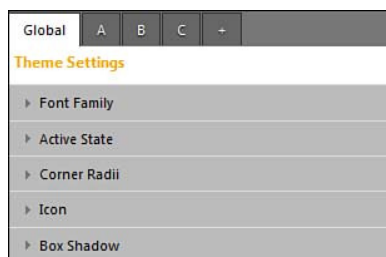 Global A B C +
Theme Settings
Font Family
Active State
Corner Radii
Icon
Box Shadow